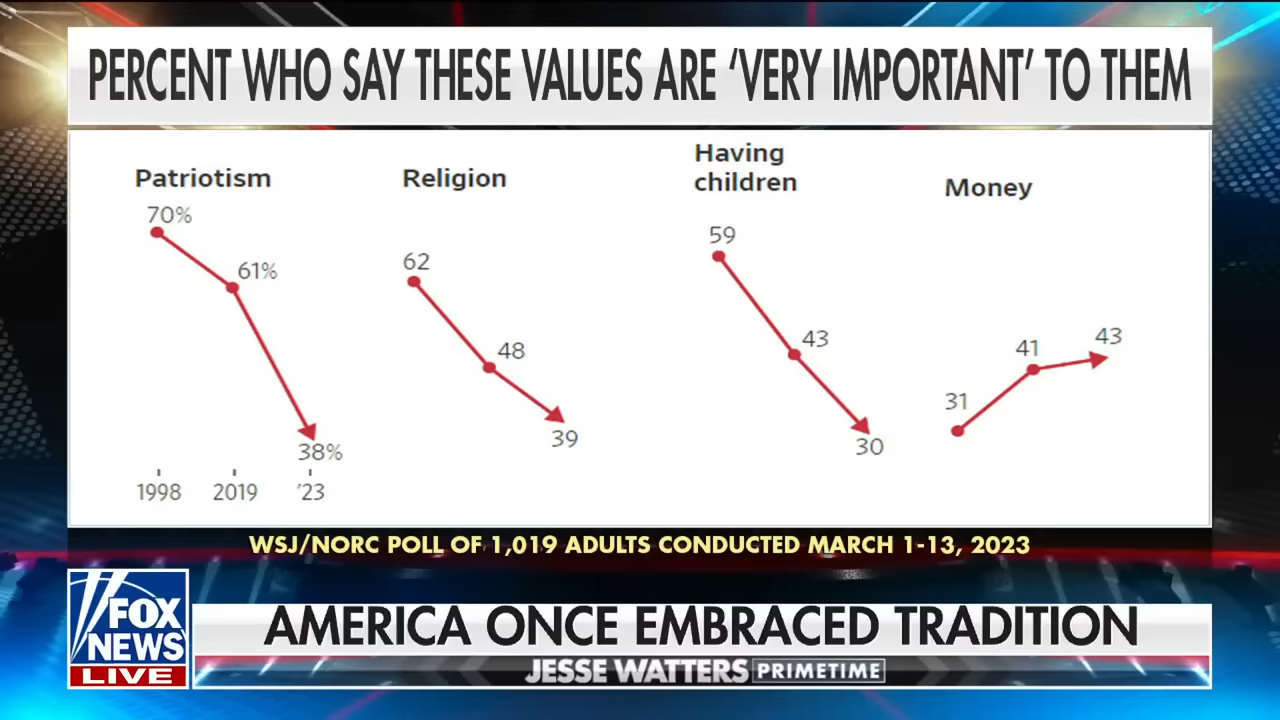 PERCENT WHO SAY THESE VALUES ARE ‘VERY IMPORTANT’ TO THEM
Patriotism
70%
61%
38%
1998 2019 ’23
Religion
62
48
39
Having
children
59
43
30
Money
31
41
43
WSJ/NORC POLL OF 1,019 ADULTS CONDUCTED MARCH 1-13, 2023
FOX
NEWS
LIVE
AMERICA ONCE EMBRACED TRADITION
JESSE WATTERS PRIMETIME